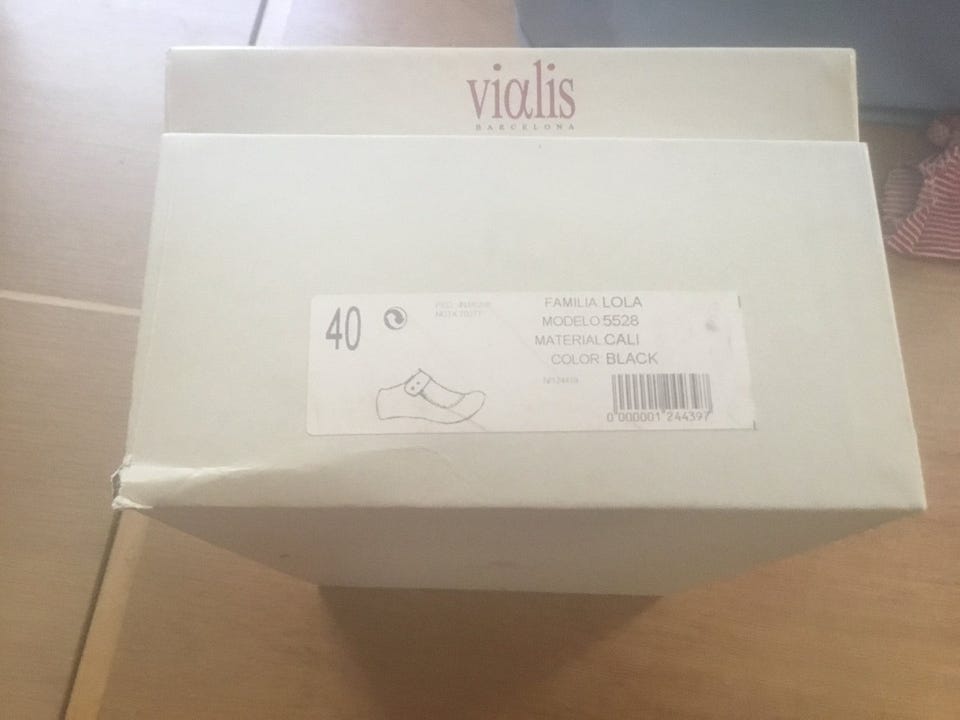 vialis
BARCELONA
40
FAMILIA: LOLA
MODELO: 5528
MATERIAL: CALI
COLOR: BLACK
0 000001 244397